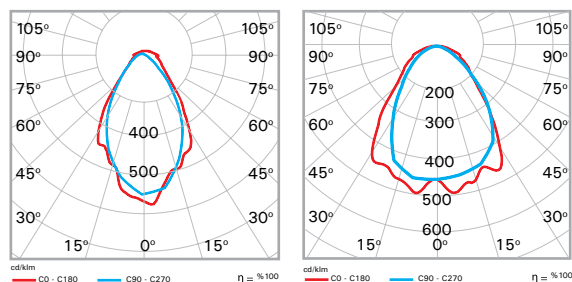 105º 105º
90º 90º
75º 75º
60º 60º
400
45º 500 45º
30º 30º
15º 0º 15º
cd/klm
C0 - C180 C90 - C270 η = %100
105º 105º
90º 90º
75º 75º
200
60º 300 60º
400
45º 45º
500
30º 600 30º
15º 0º 15º
cd/klm
C0 - C180 C90 - C270 η = %100